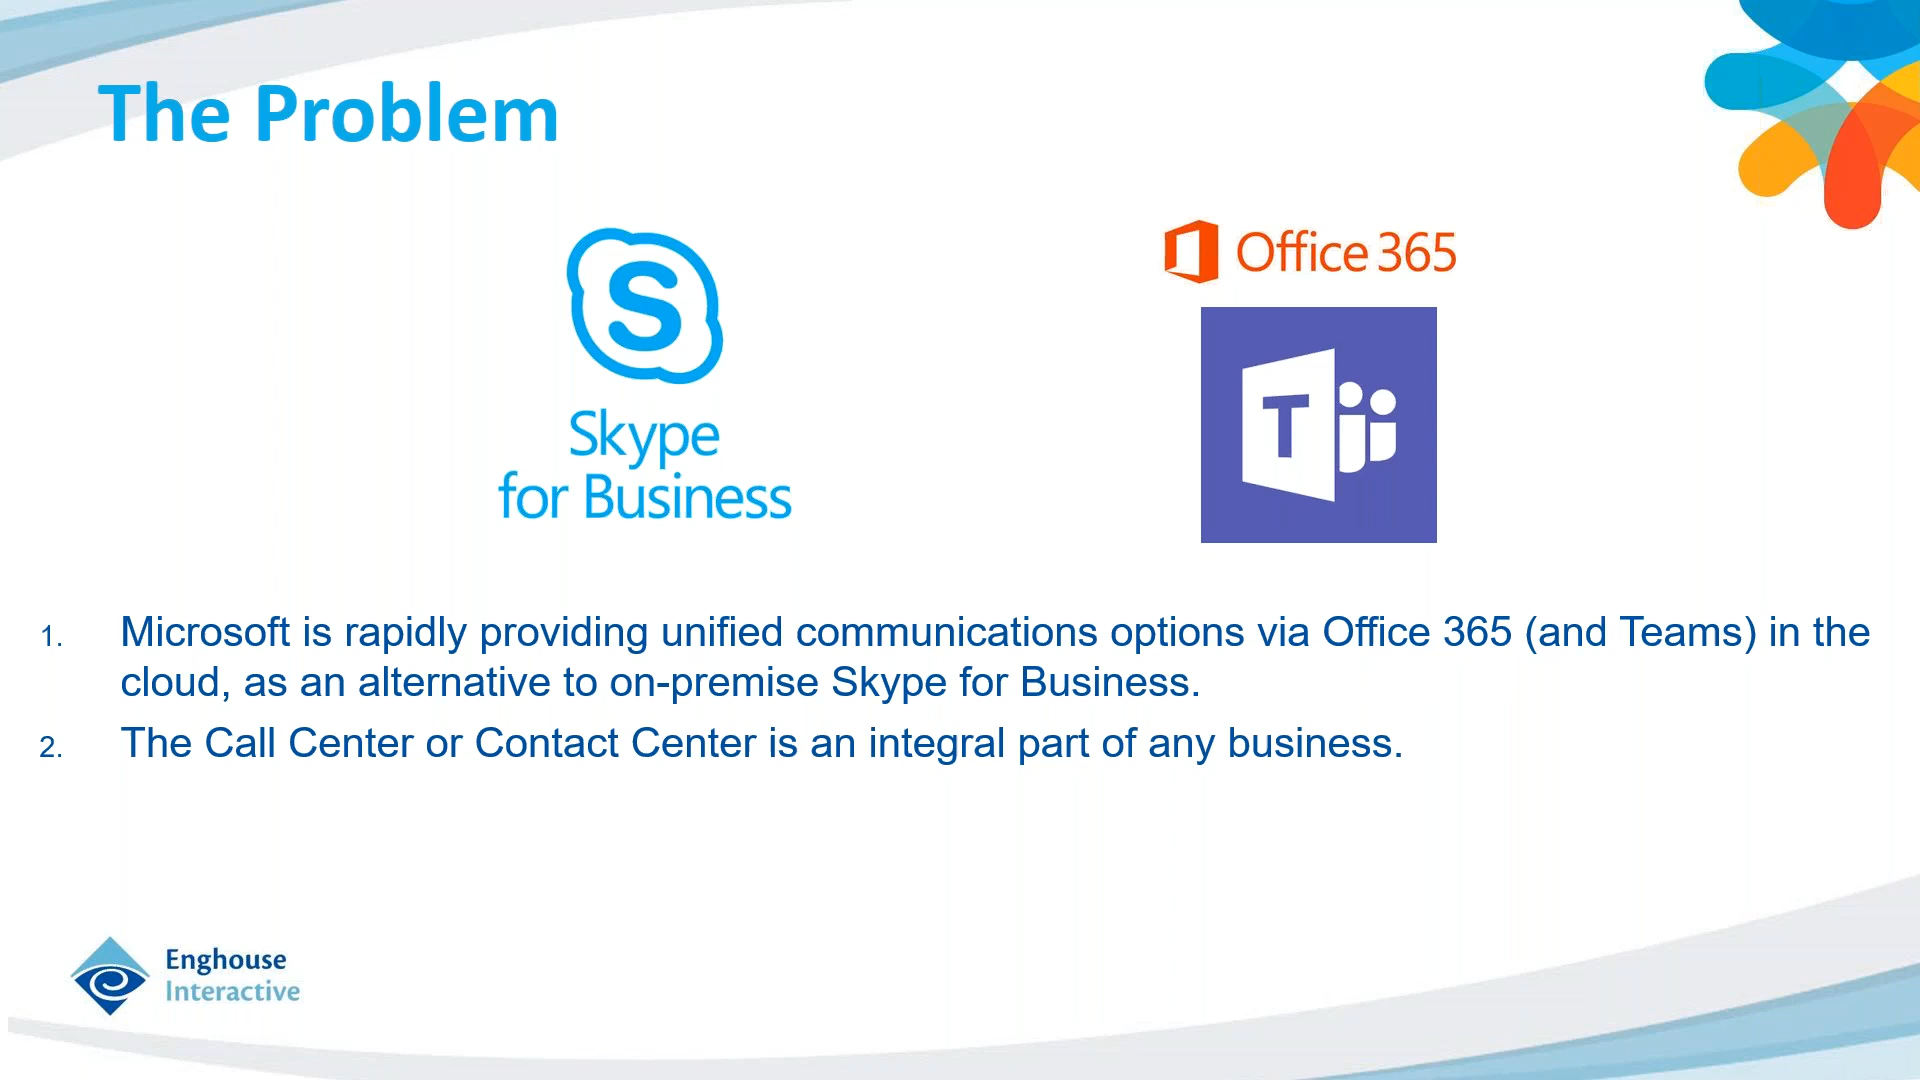 The Problem
S
Skype
for Business
Office 365
T
1. Microsoft is rapidly providing unified communications options via Office 365 (and Teams) in the
cloud, as an alternative to on-premise Skype for Business.
2. The Call Center or Contact Center is an integral part of any business.
Enghouse
Interactive